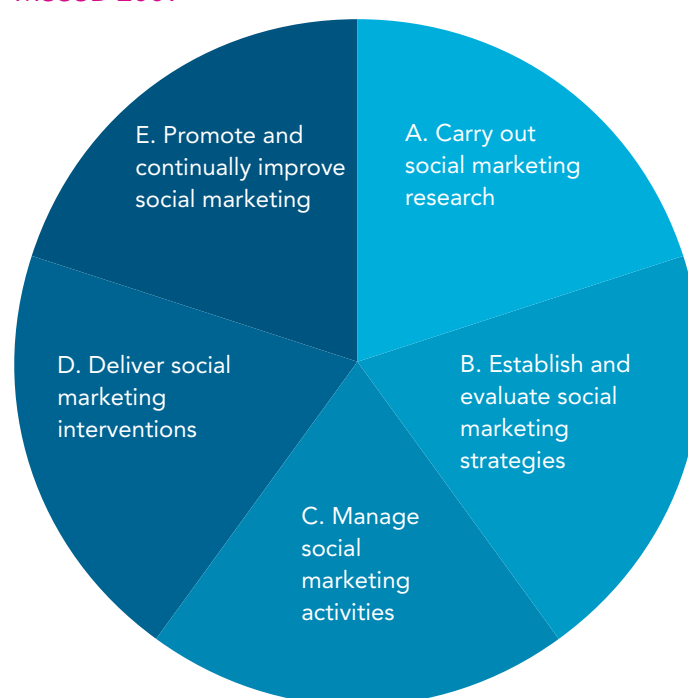 A. Carry out
social marketing
research
B. Establish and
evaluate social
marketing
strategies
C. Manage
social
marketing
activities
D. Deliver social
marketing
interventions
E. Promote and
continually improve
social marketing